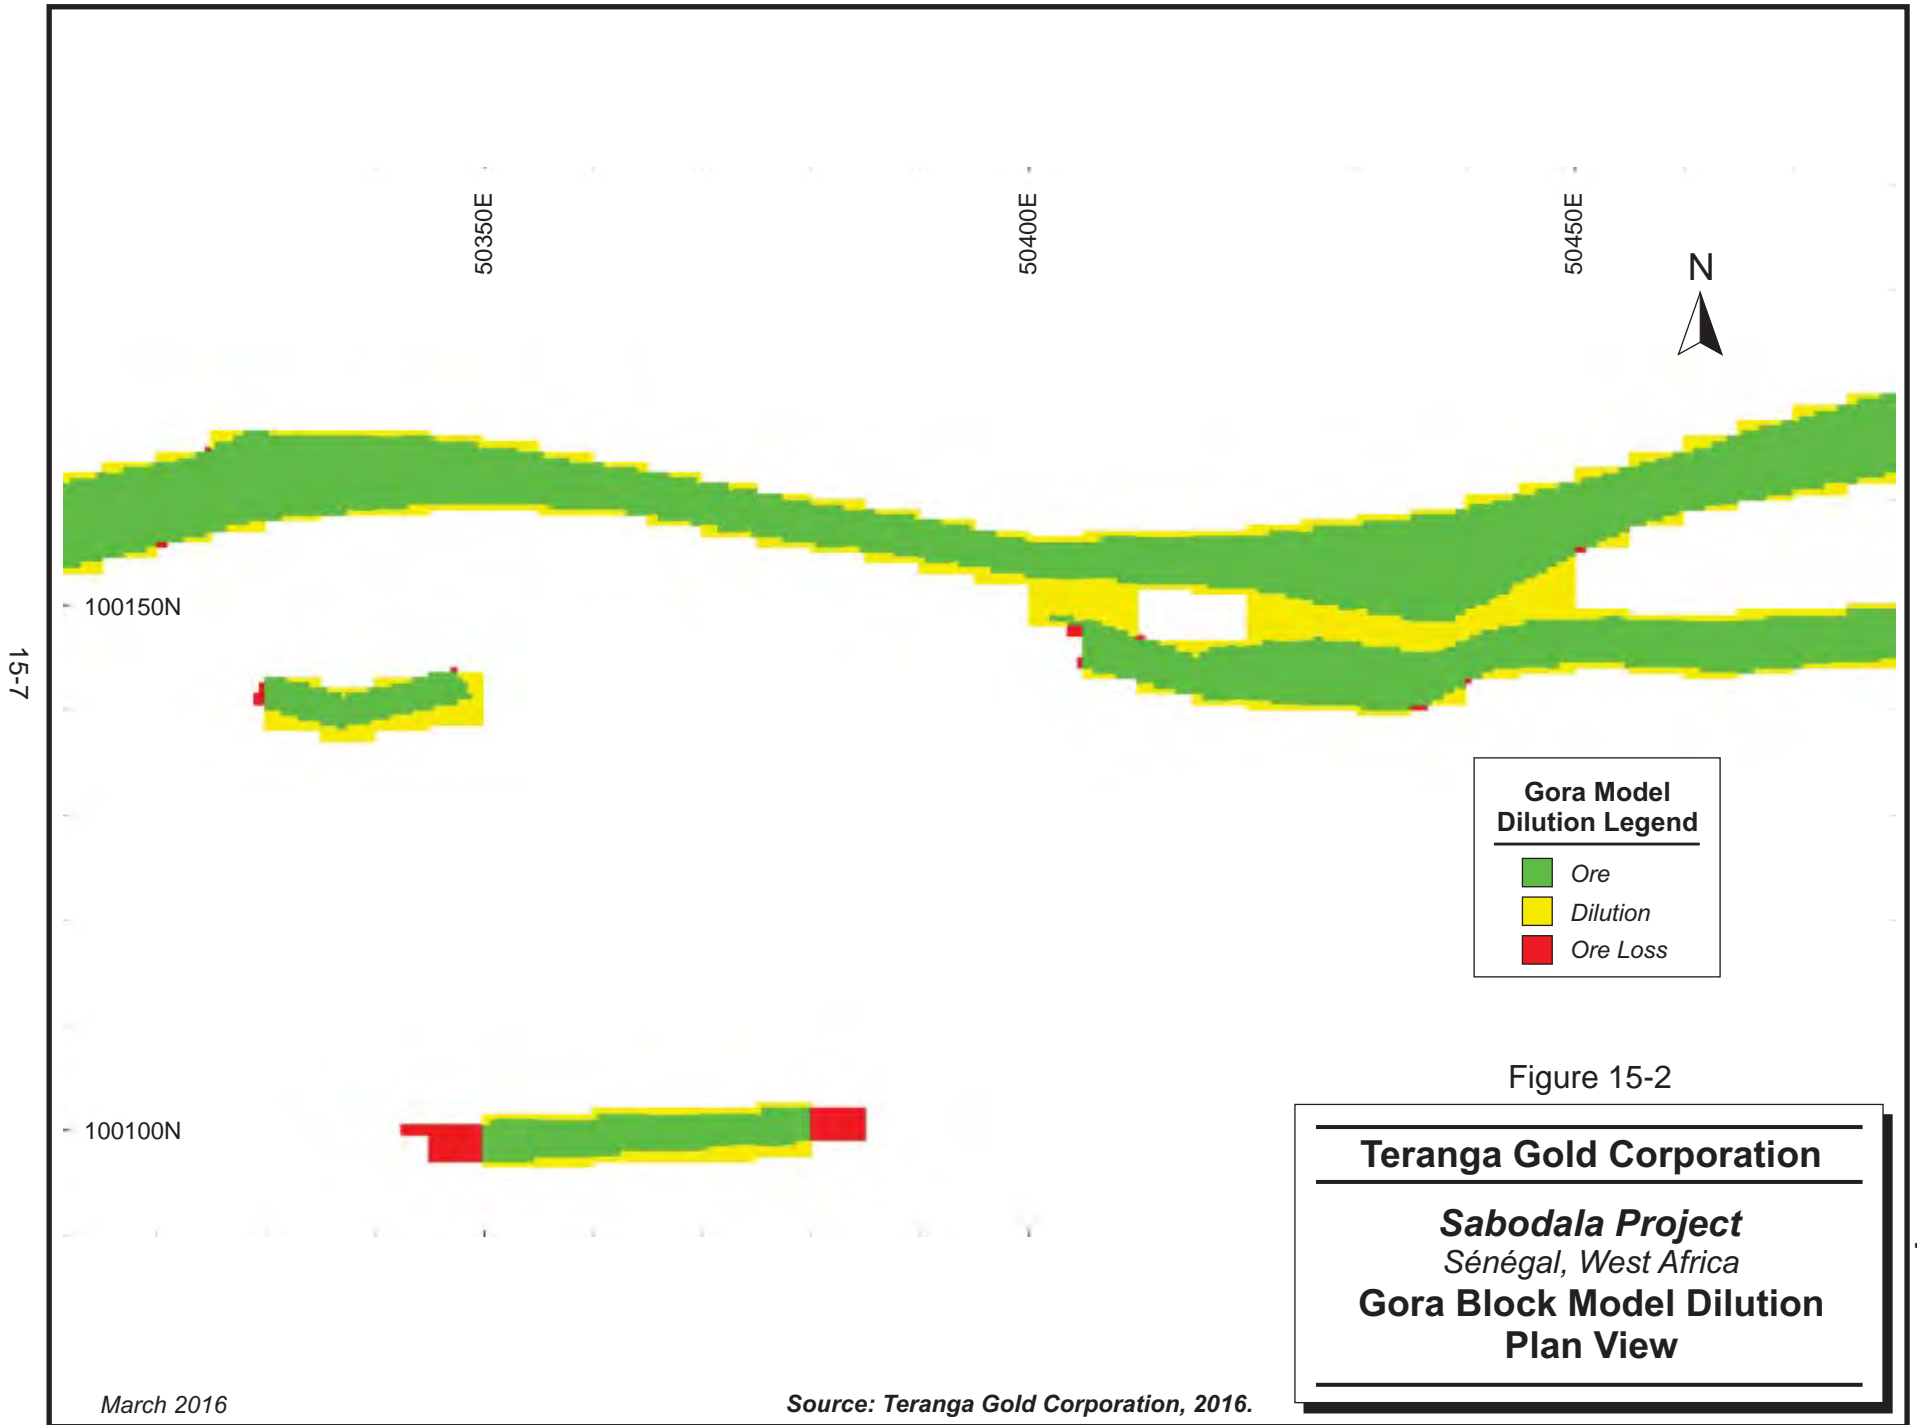 50350E
50400E
50450E
N
100150N
15-7
Gora Model
Dilution Legend
Ore
Dilution
Ore Loss
100100N
Figure 15-2
Teranga Gold Corporation
Sabodala Project
Sénégal, West Africa
Gora Block Model Dilution
Plan View
March 2016
Source: Teranga Gold Corporation, 2016.